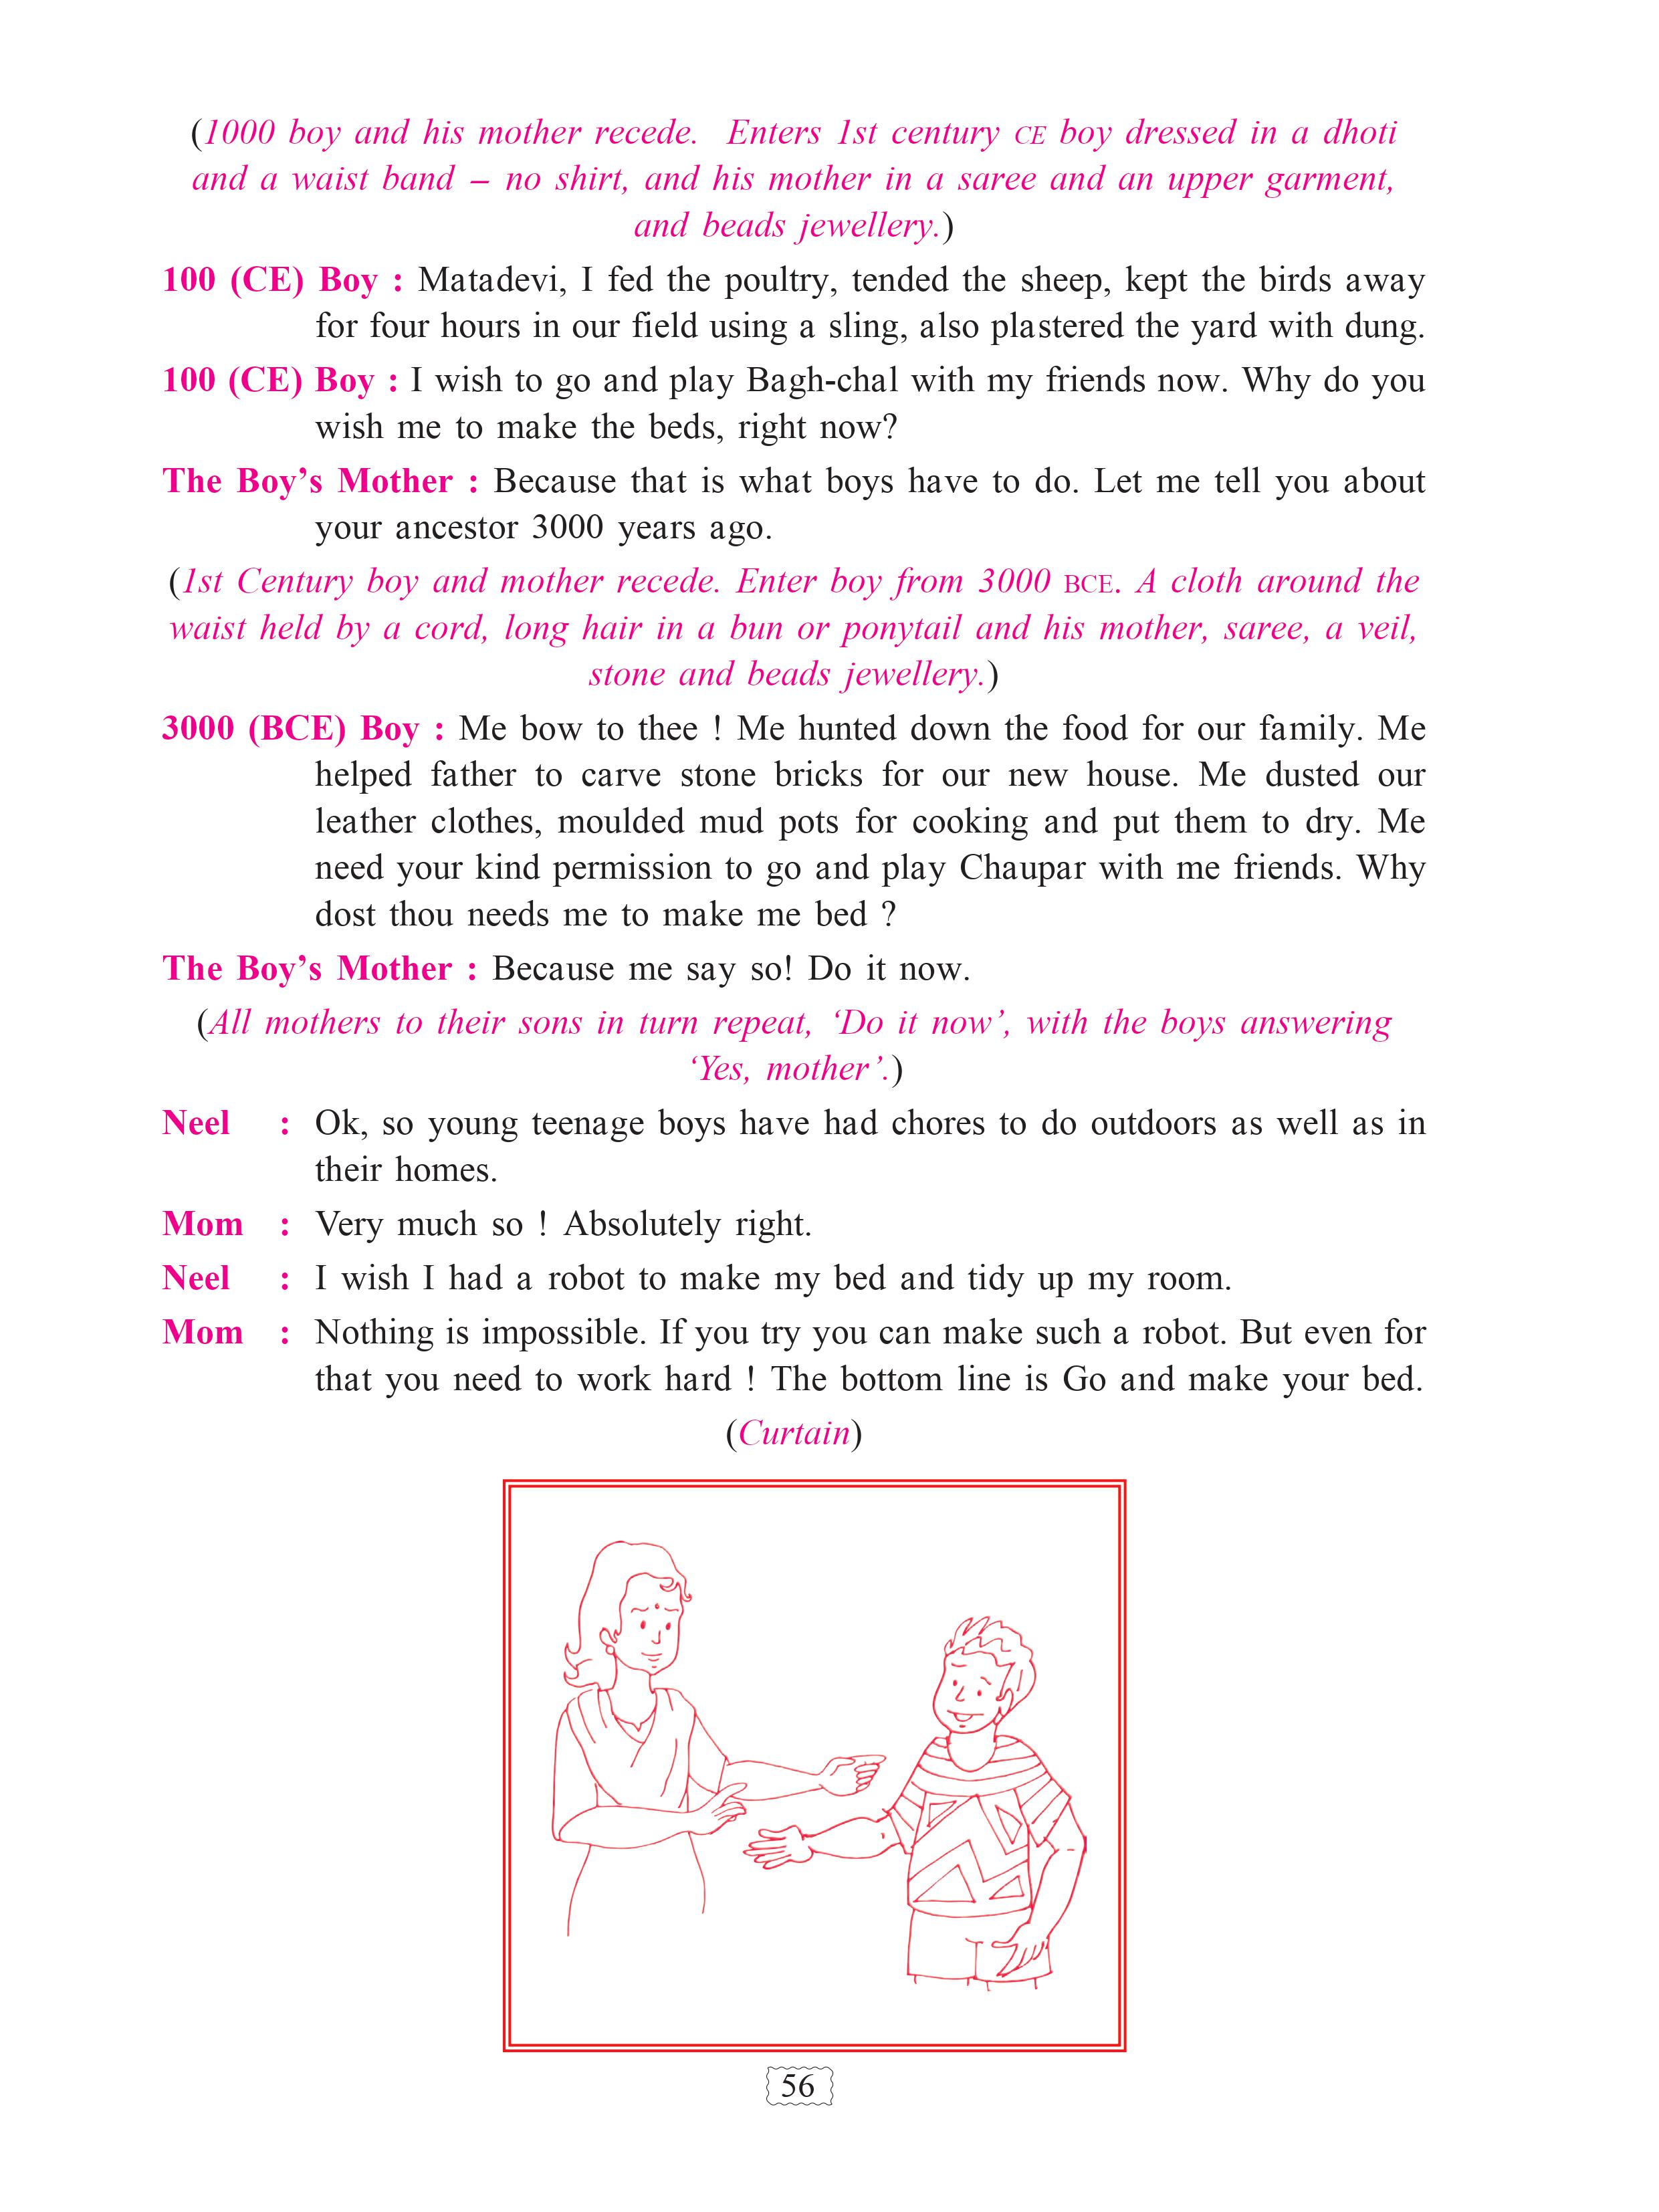 (1000 boy and his mother recede. Enters 1st century CE boy dressed in a dhoti
and a waist band – no shirt, and his mother in a saree and an upper garment,
and beads jewellery.)
100 (CE) Boy : Matadevi, I fed the poultry, tended the sheep, kept the birds away
for four hours in our field using a sling, also plastered the yard with dung.
100 (CE) Boy : I wish to go and play Bagh-chal with my friends now. Why do you
wish me to make the beds, right now?
The Boy’s Mother : Because that is what boys have to do. Let me tell you about
your ancestor 3000 years ago.
(1st Century boy and mother recede. Enter boy from 3000 BCE. A cloth around the
waist held by a cord, long hair in a bun or ponytail and his mother, saree, a veil,
stone and beads jewellery.)
3000 (BCE) Boy : Me bow to thee ! Me hunted down the food for our family. Me
helped father to carve stone bricks for our new house. Me dusted our
leather clothes, moulded mud pots for cooking and put them to dry. Me
need your kind permission to go and play Chaupar with me friends. Why
dost thou needs me to make me bed ?
The Boy’s Mother : Because me say so! Do it now.
(All mothers to their sons in turn repeat, ‘Do it now’, with the boys answering
‘Yes, mother’.)
Neel : Ok, so young teenage boys have had chores to do outdoors as well as in
their homes.
Mom : Very much so ! Absolutely right.
Neel : I wish I had a robot to make my bed and tidy up my room.
Mom : Nothing is impossible. If you try you can make such a robot. But even for
that you need to work hard ! The bottom line is Go and make your bed.
(Curtain)
56